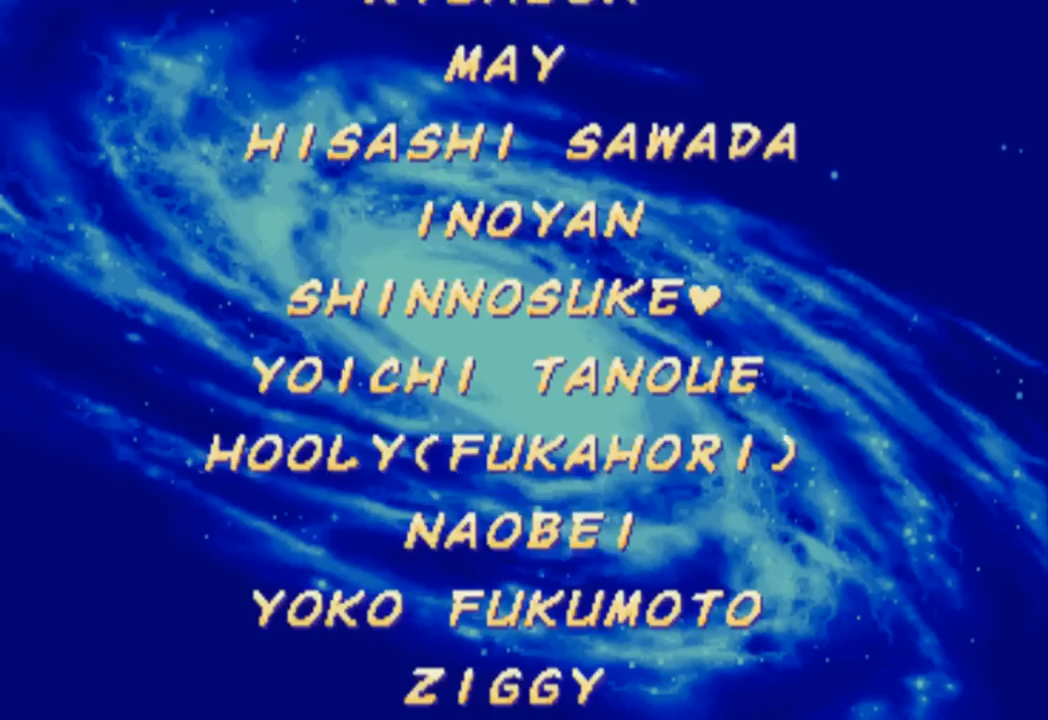 MAY
HISASHI SAWADA
INOYAN
SHINNOSUKE♥
YOICHI TANOUE
HOOLY(FUKAHORI)
NAOBEI
YOKO FUKUMOTO
ZIGGY